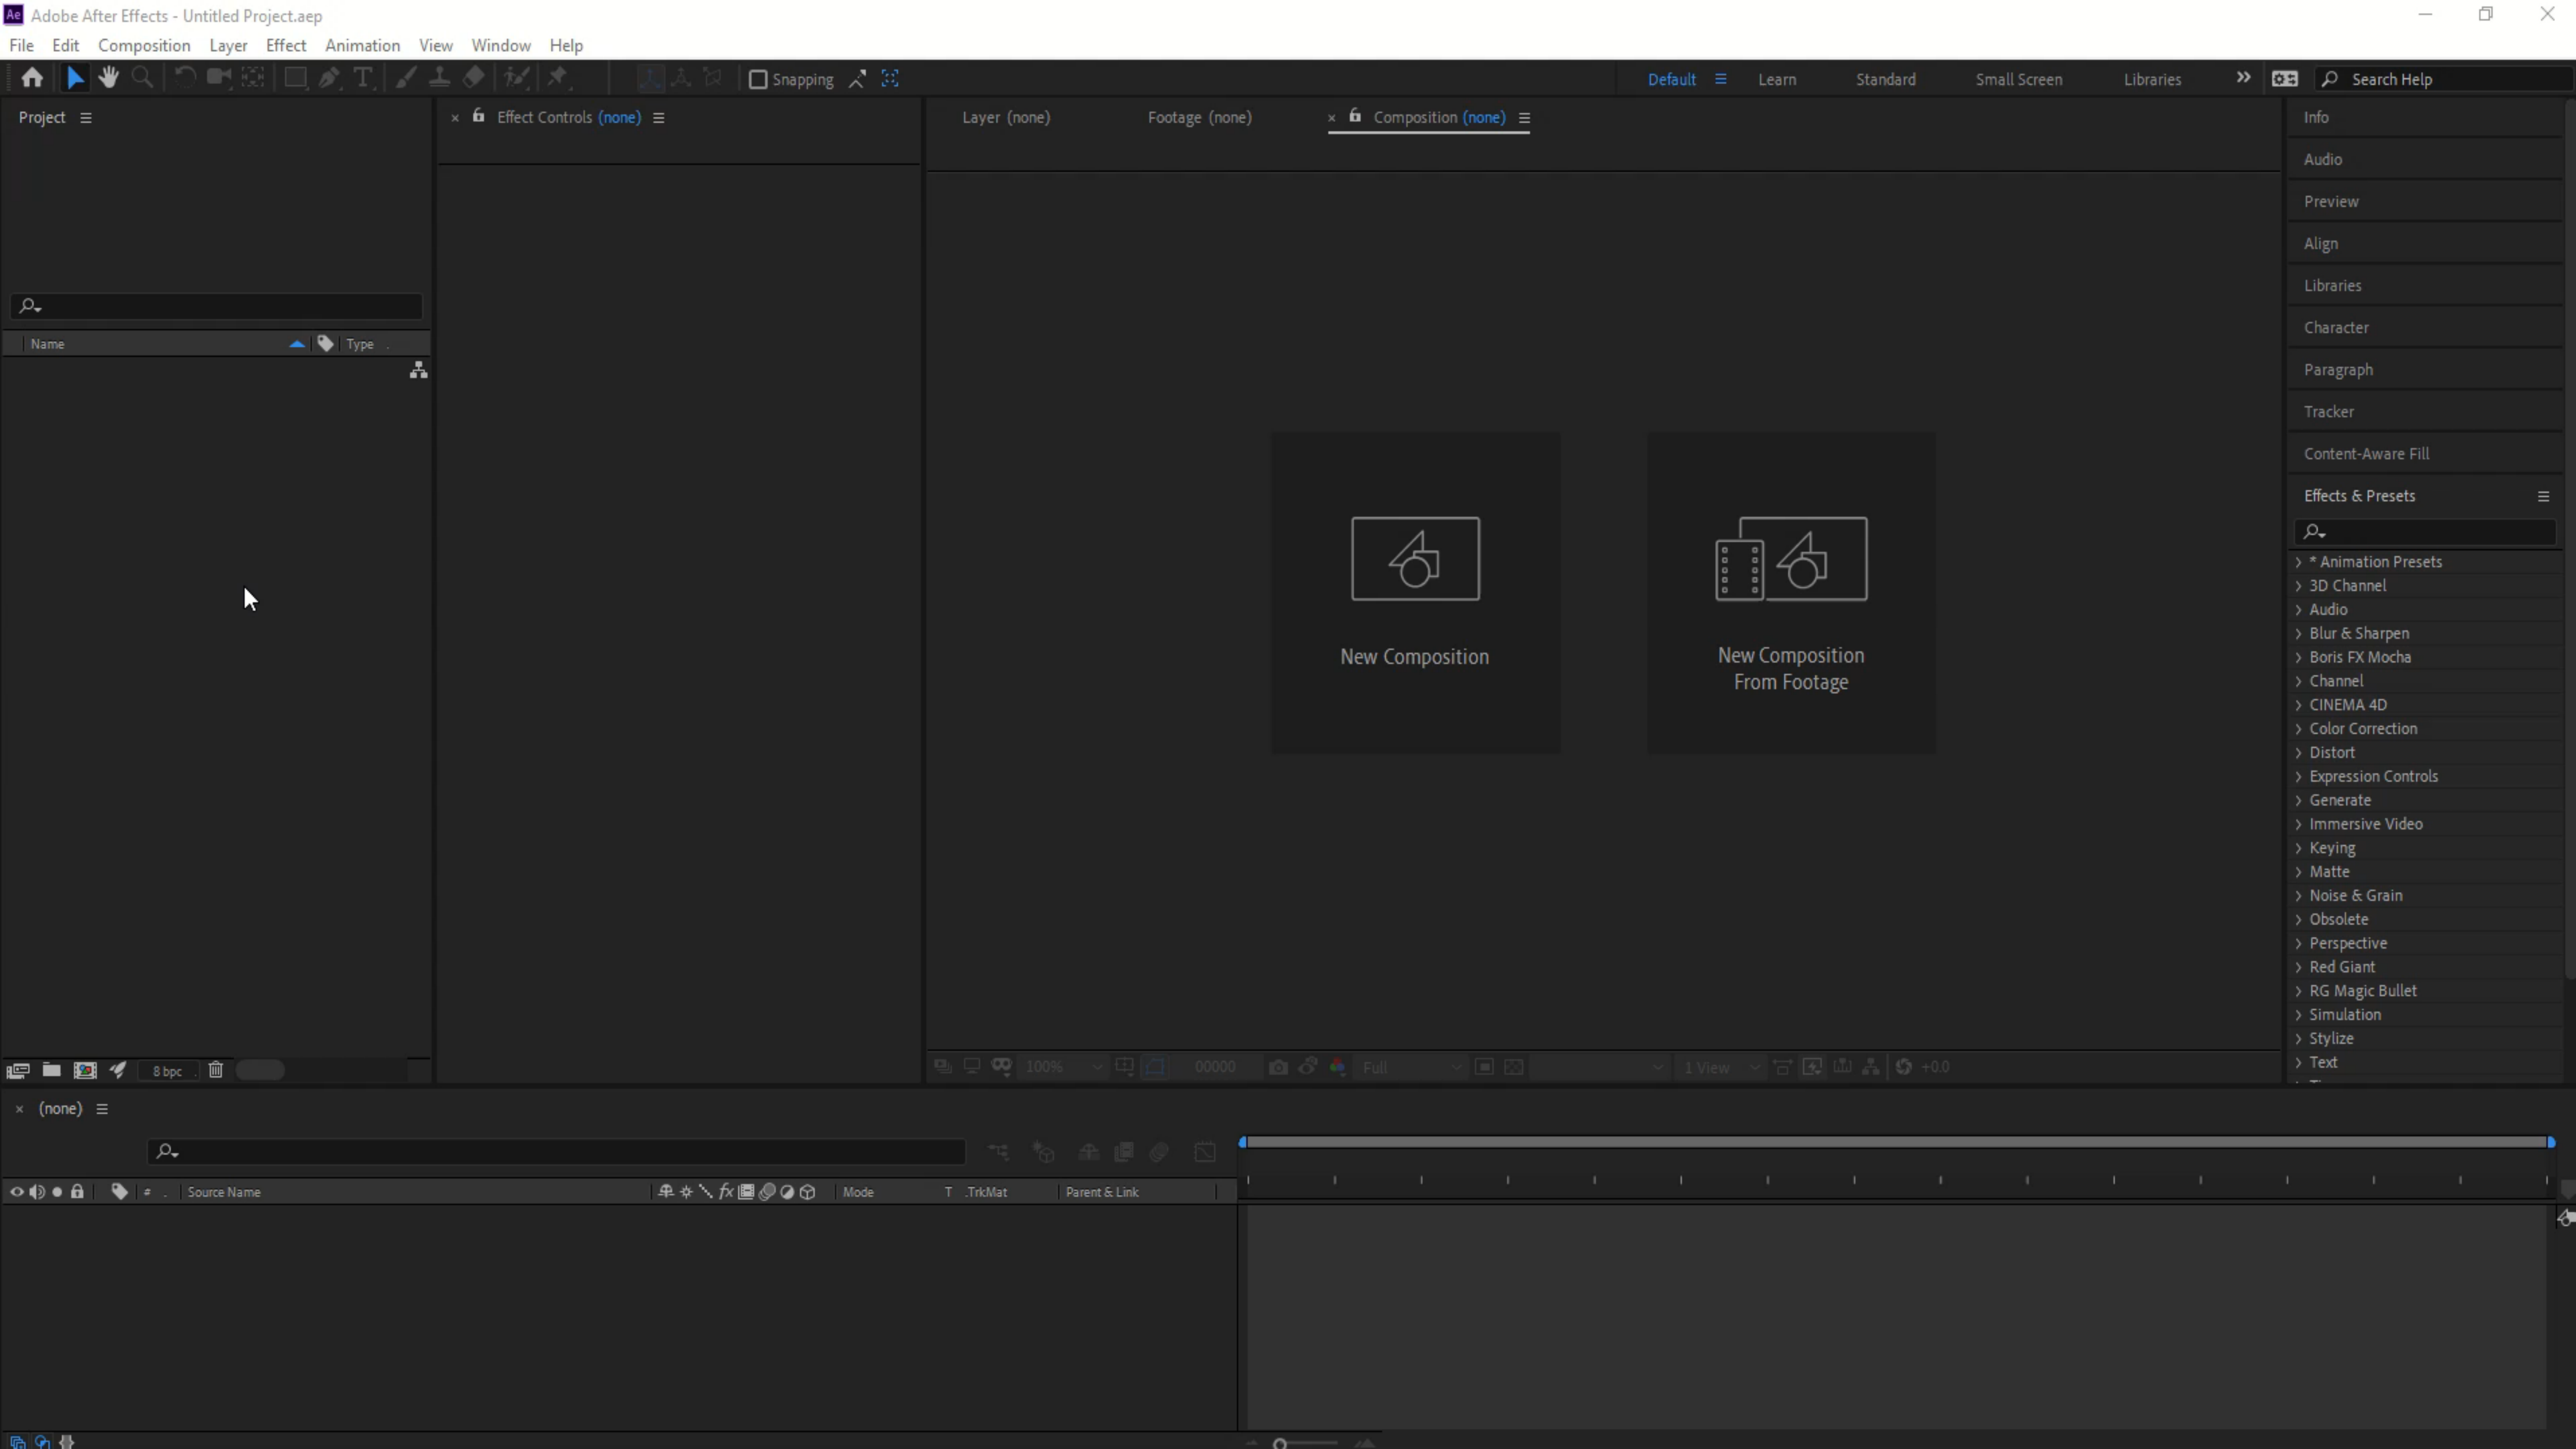 Ae Adobe After Effects - Untitled Project.aep
File Edit Composition Layer Effect Animation View Window Help
Snapping Default Learn Standard Small Screen Libraries Search Help
Project
Effect Controls (none)
Layer (none) Footage (none) Composition (none)
Name Type
New Composition
New Composition
From Footage
Info
Audio
Preview
Align
Libraries
Character
Paragraph
Tracker
Content-Aware Fill
Effects & Presets
* Animation Presets
3D Channel
Audio
Blur & Sharpen
Boris FX Mocha
Channel
CINEMA 4D
Color Correction
Distort
Expression Controls
Generate
Immersive Video
Keying
Matte
Noise & Grain
Obsolete
Perspective
Red Giant
RG Magic Bullet
Simulation
Stylize
Text
8 bpc
100% 00000 Full 1 View +0.0
(none)
# Source Name fx Mode T .TrkMat Parent & Link